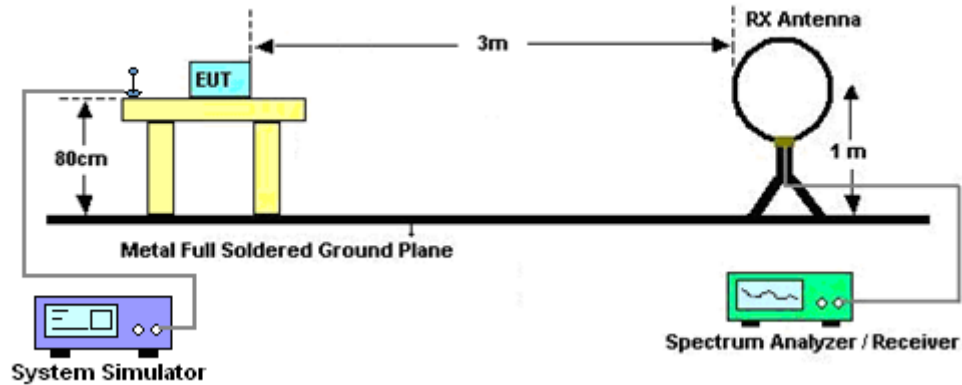 RX Antenna
3m
EUT
80cm
1 m
Metal Full Soldered Ground Plane
System Simulator
Spectrum Analyzer / Receiver